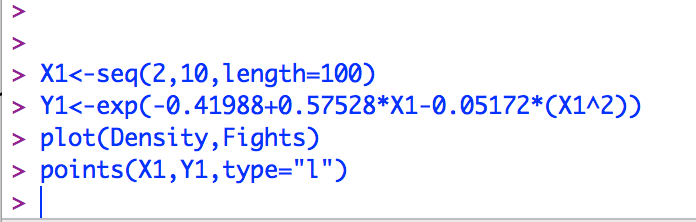 >
>
> X1<-seq(2,10,length=100)
> Y1<-exp(-0.41988+0.57528*X1-0.05172*(X1^2))
> plot(Density,Fights)
> points(X1,Y1,type="l")
>